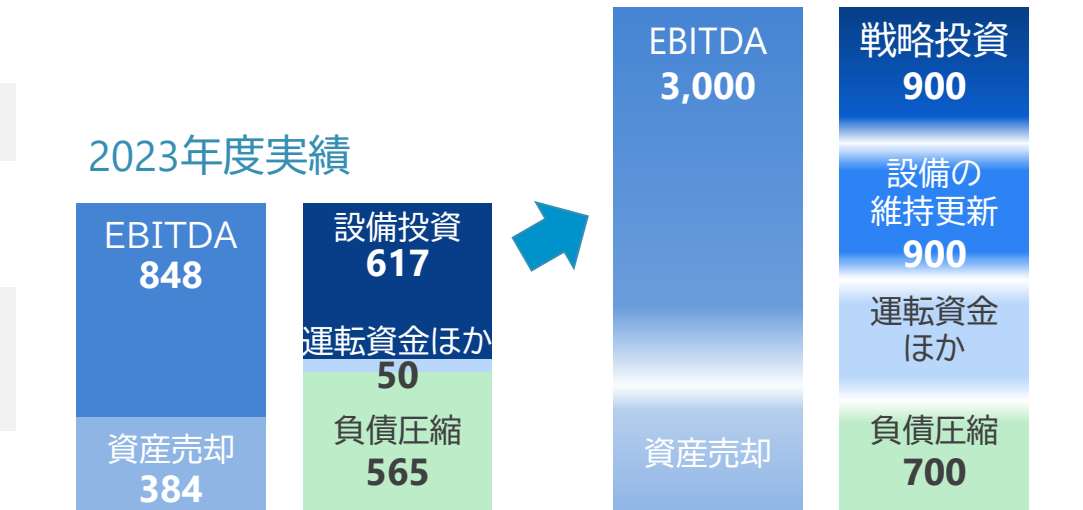 2023年度実績
EBITDA
848
資産売却
384
設備投資
617
運転資金ほか
50
負債圧縮
565
EBITDA
3,000
資産売却
戦略投資
900
設備の
維持更新
900
運転資金
ほか
負債圧縮
700